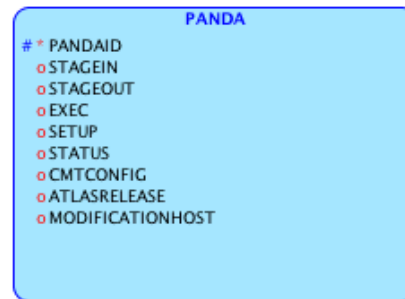 PANDA
# * PANDAID
o STAGEIN
o STAGEOUT
o EXEC
o SETUP
o STATUS
o CMTCONFIG
o ATLASRELEASE
o MODIFICATIONHOST